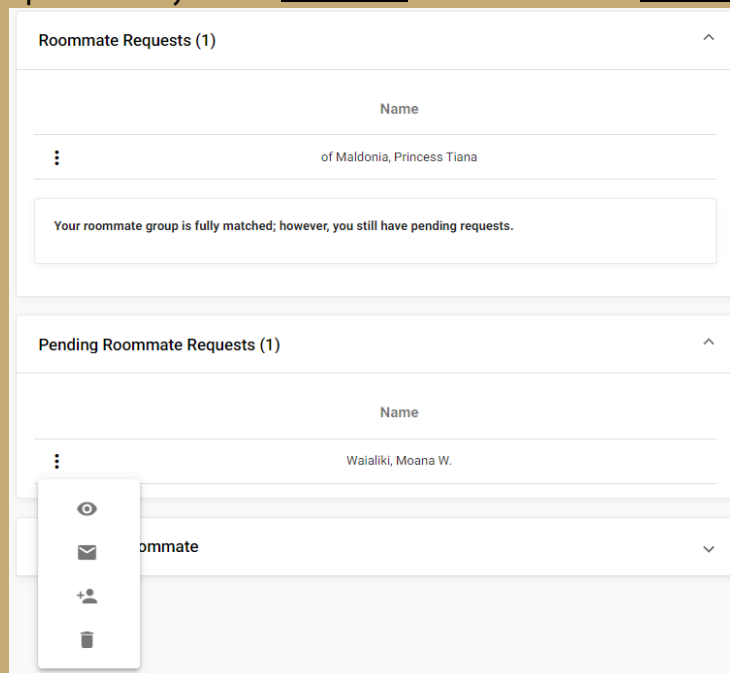 Roommate Requests (1)
Name
of Maldonia, Princess Tiana
Your roommate group is fully matched; however, you still have pending requests.
Pending Roommate Requests (1)
Name
Waialiki, Moana W.
ommate